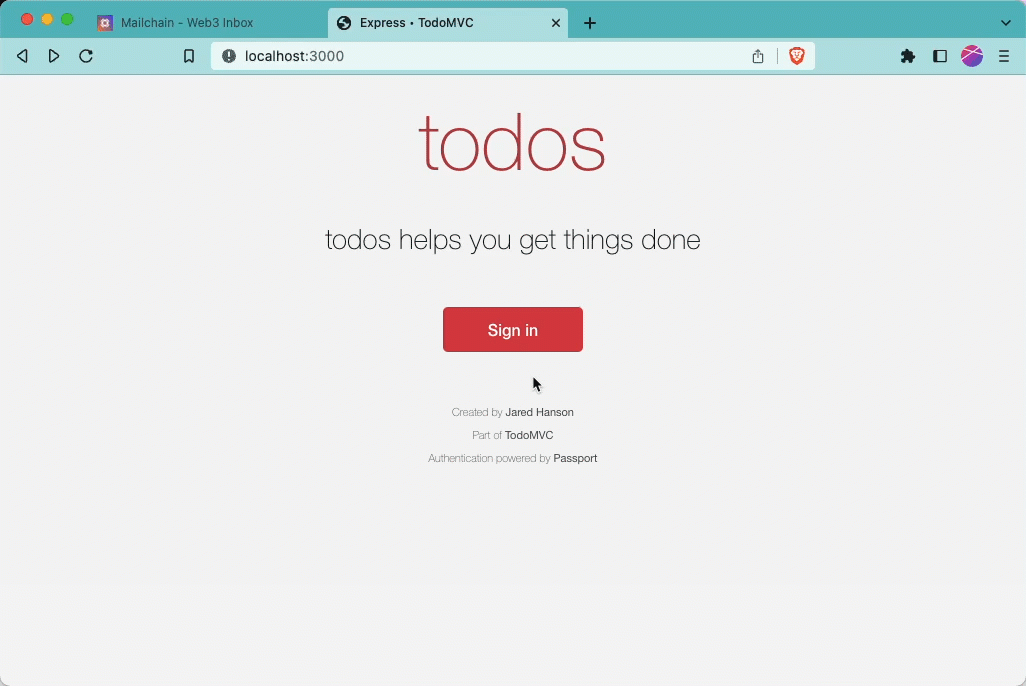 Mailchain - Web3 Inbox
Express • TodoMVC
localhost:3000
todos
todos helps you get things done
Sign in
Created by Jared Hanson
Part of TodoMVC
Authentication powered by Passport